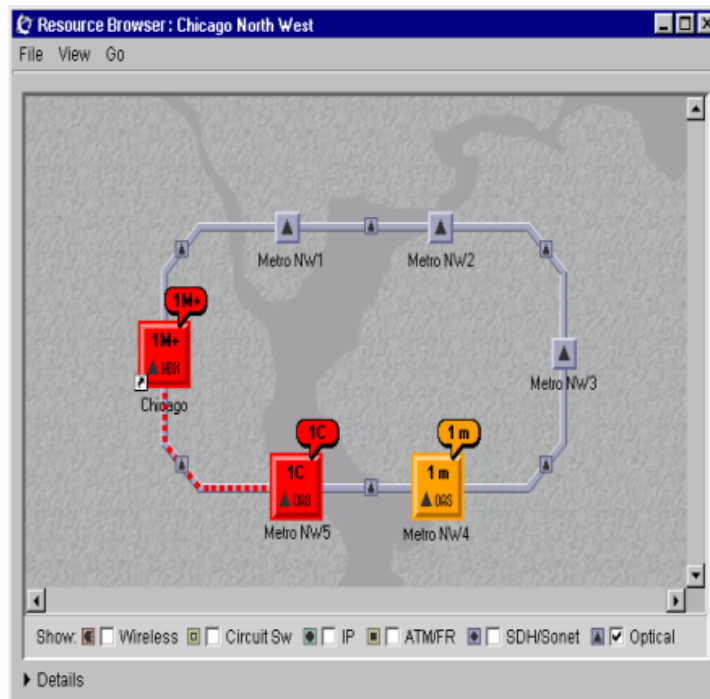 Resource Browser: Chicago North West
File View Go
Metro NW1
Metro NW2
1M+
1M+
HDX
Chicago
Metro NW3
1C
1C
OAS
Metro NW5
1 m
1 m
OAS
Metro NW4
Show: Wireless Circuit Sw IP ATM/FR SDH/Sonet Optical
Details